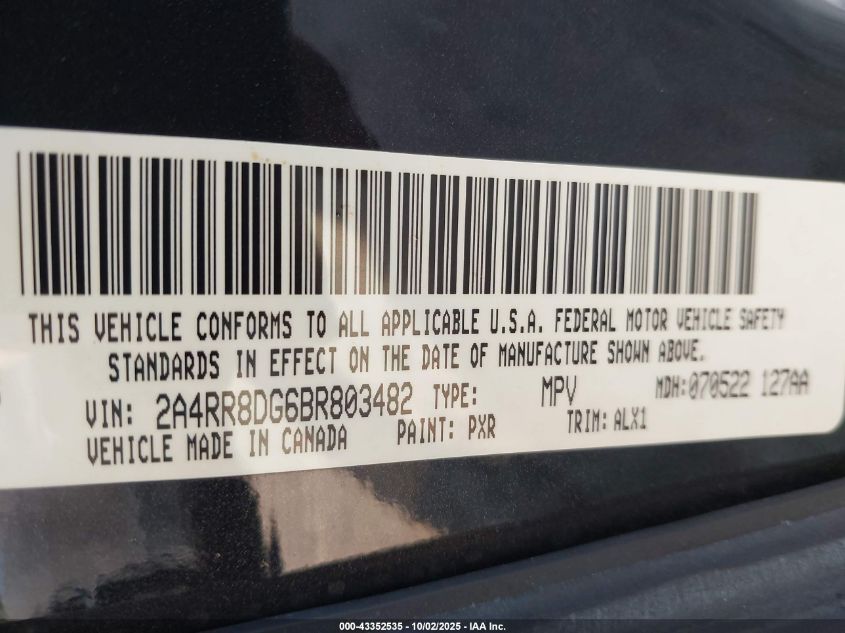 THIS VEHICLE CONFORMS TO ALL APPLICABLE U.S.A. FEDERAL MOTOR VEHICLE SAFETY
STANDARDS IN EFFECT ON THE DATE OF MANUFACTURE SHOWN ABOVE.
VIN: 2A4RR8DG6BR803482 TYPE: MPV MDH:070522 127AA
VEHICLE MADE IN CANADA PAINT: PXR TRIM: ALX1
000-43352535 - 10/02/2025 - IAA Inc.